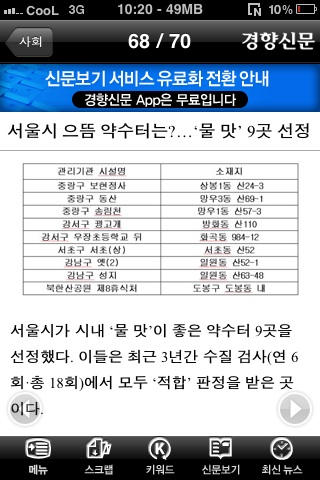 CooL 3G 10:20 - 49MB 10%
사회 68 / 70 경향신문
신문보기 서비스 유료화 전환 안내
경향신문 App은 무료입니다
서울시 으뜸 약수터는?…‘물 맛’ 9곳 선정
관리기관 시설명 소재지
중랑구 보현정사 상봉1동 산24-3
중랑구 동산 망우3동 산69-1
중랑구 송림천 망우1동 산57-3
강서구 괭고개 방화동 산110
강서구 우장초등학교 뒤 화곡동 984-12
서초구 서초(상) 서초동 산52
강남구 옛(2) 일원동 산52-1
강남구 성지 일원동 산63-48
북한산공원 제8휴식처 도봉구 도봉동 내
서울시가 시내 ‘물 맛’이 좋은 약수터 9곳을
선정했다. 이들은 최근 3년간 수질 검사(연 6
회·총 18회)에서 모두 ‘적합’ 판정을 받은 곳
이다.
메뉴 스크랩 키워드 신문보기 최신 뉴스